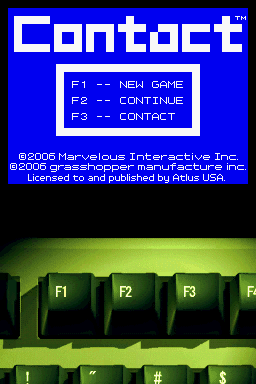 Contact™
F1 -- NEW GAME
F2 -- CONTINUE
F3 -- CONTACT
©2006 Marvelous Interactive Inc.
©2006 grasshopper manufacture inc.
Licensed to and published by Atlus USA.
F1 F2 F3 F4
! " # $